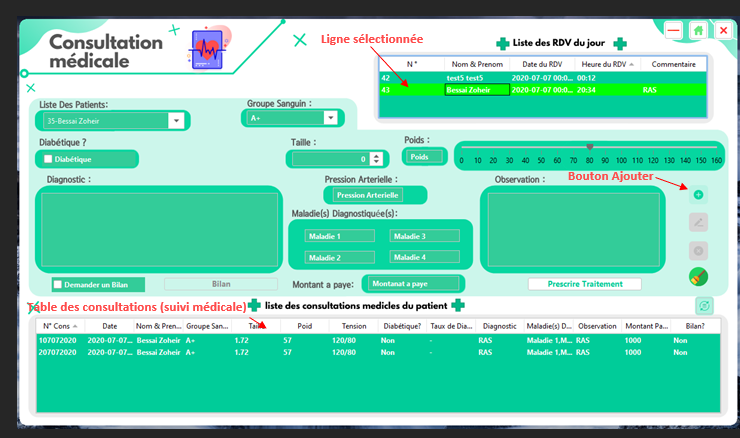 Consultation
médicale
Ligne sélectionnée
Liste des RDV du jour
N° Nom & Prenom Date du RDV Heure du RDV Commentaire
42 test5 test5 2020-07-07 00:0... 00:12
43 Bessai Zoheir 2020-07-07 00:0... 20:34 RAS
Liste Des Patients: Groupe Sanguin :
35-Bessai Zoheir A+
Diabétique ? Taille : Poids :
Diabétique 0 Poids
0 10 20 30 40 50 60 70 80 90 100 110 120 130 140 150 160
Diagnostic : Pression Arterielle : Observation :
Bouton Ajouter
Pression Arterielle
Maladie(s) Diagnostiquée(s):
Maladie 1 Maladie 3
Maladie 2 Maladie 4
Demander un Bilan Bilan Montant a paye: Montanat a paye Prescrire Traitement
Table des consultations (suivi médicale) liste des consultations medicles du patient
N° Cons Date Nom & Pren... Groupe San... Taille Poid Tension Diabétique? Taux de Dia... Diagnostic Maladie(s) D... Observation Montant Pa... Bilan?
107072020 2020-07-07... Bessai Zoheir A+ 1.72 57 120/80 Non - RAS Maladie 1,M... RAS 1000 Non
207072020 2020-07-07... Bessai Zoheir A+ 1.72 57 120/80 Non - RAS Maladie 1,M... RAS 1000 Non